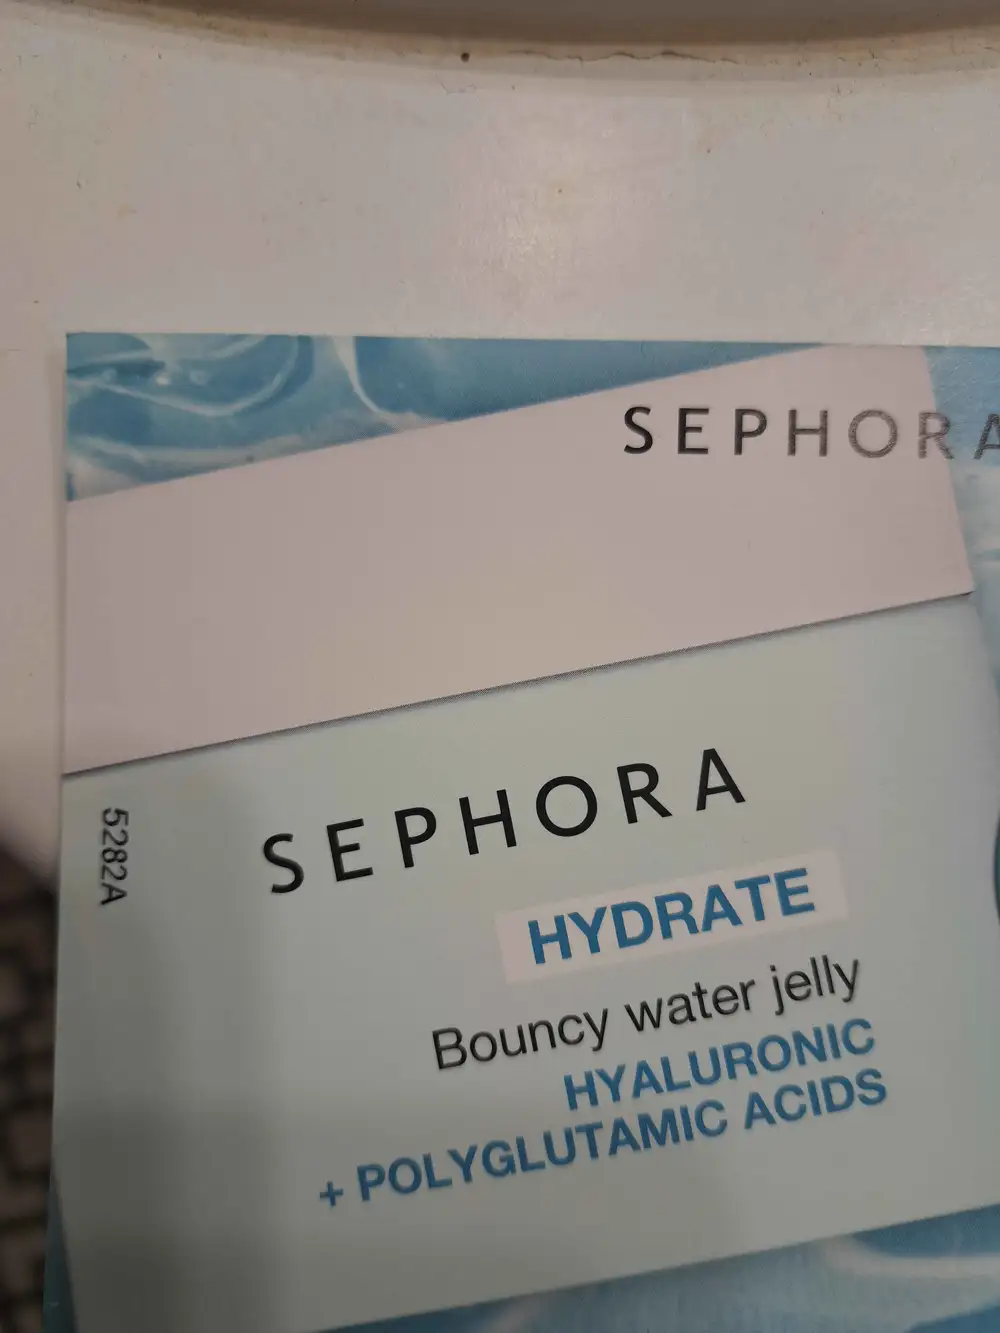 SEPHORA
SEPHORA
5282A
HYDRATE
Bouncy water jelly
HYALURONIC
+ POLYGLUTAMIC ACIDS